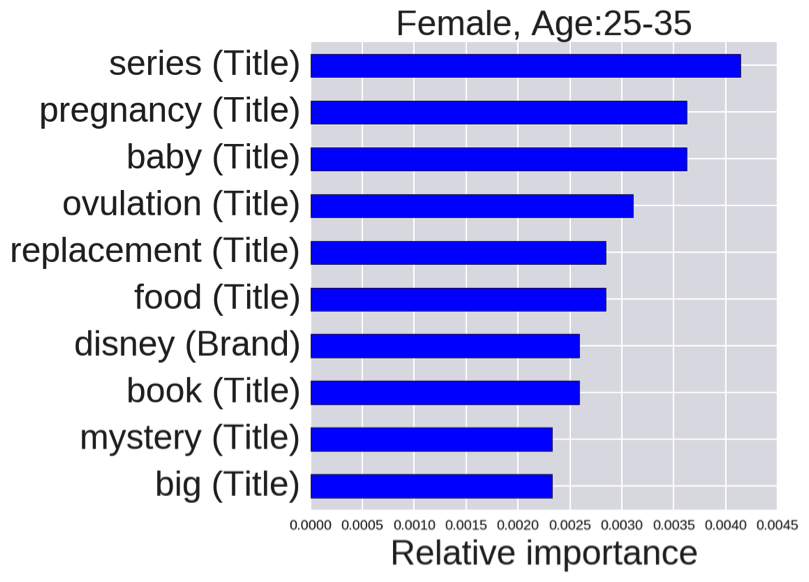 Female, Age:25-35
series (Title)
pregnancy (Title)
baby (Title)
ovulation (Title)
replacement (Title)
food (Title)
disney (Brand)
book (Title)
mystery (Title)
big (Title)
0.0000 0.0005 0.0010 0.0015 0.0020 0.0025 0.0030 0.0035 0.0040 0.0045
Relative importance